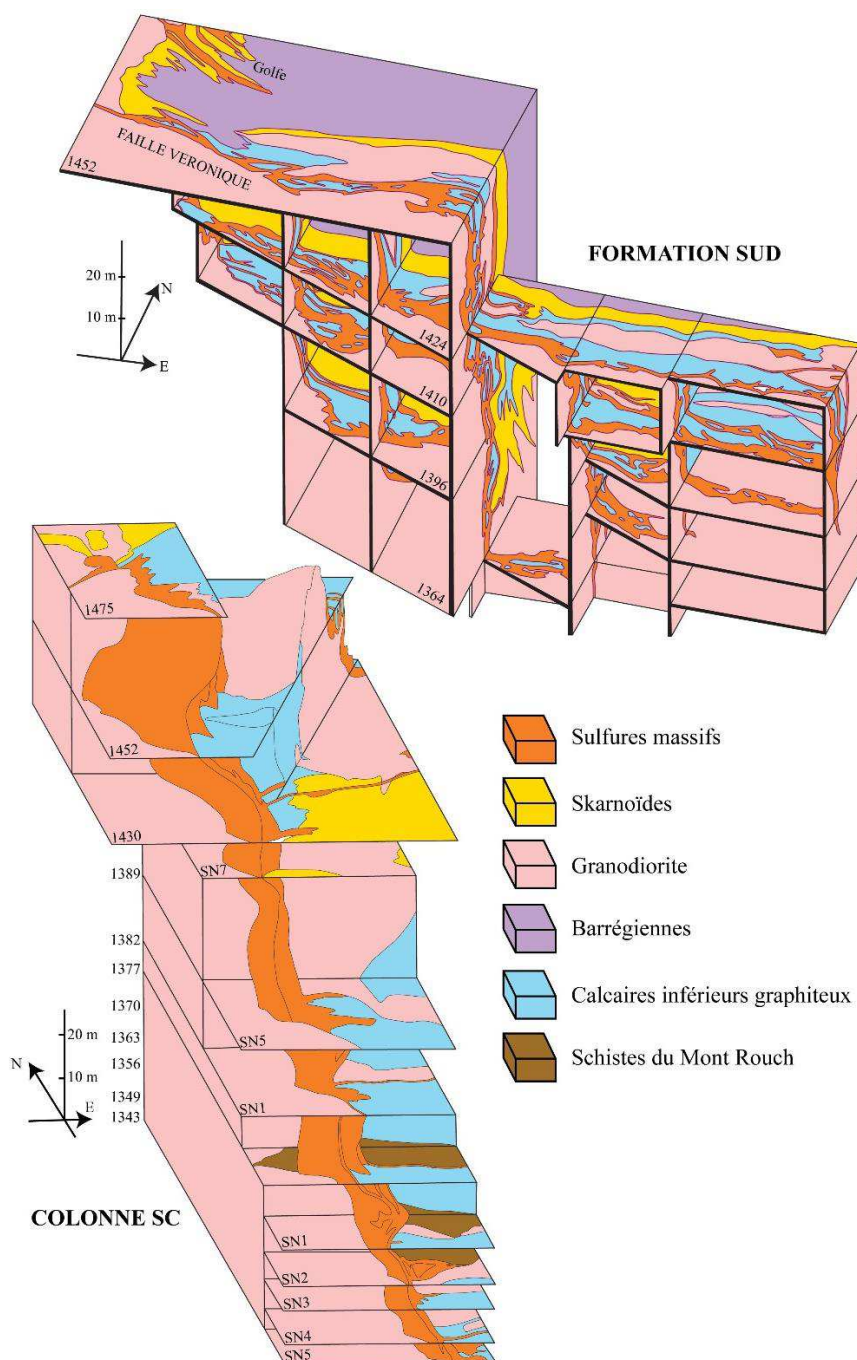 Golfe
FAILLE VERONIQUE
1452
FORMATION SUD
20 m
10 m
N
E
1424
1410
1396
1364
1475
1452
1430
Sulfures massifs
Skarnoïdes
Granodiorite
Barrégiennes
Calcaires inférieurs graphiteux
Schistes du Mont Rouch
SN7
1389
1382
1377
1370
1363
1356
1349
1343
20 m
10 m
N
E
SN5
SN1
COLONNE SC
SN1
SN2
SN3
SN4
SN5